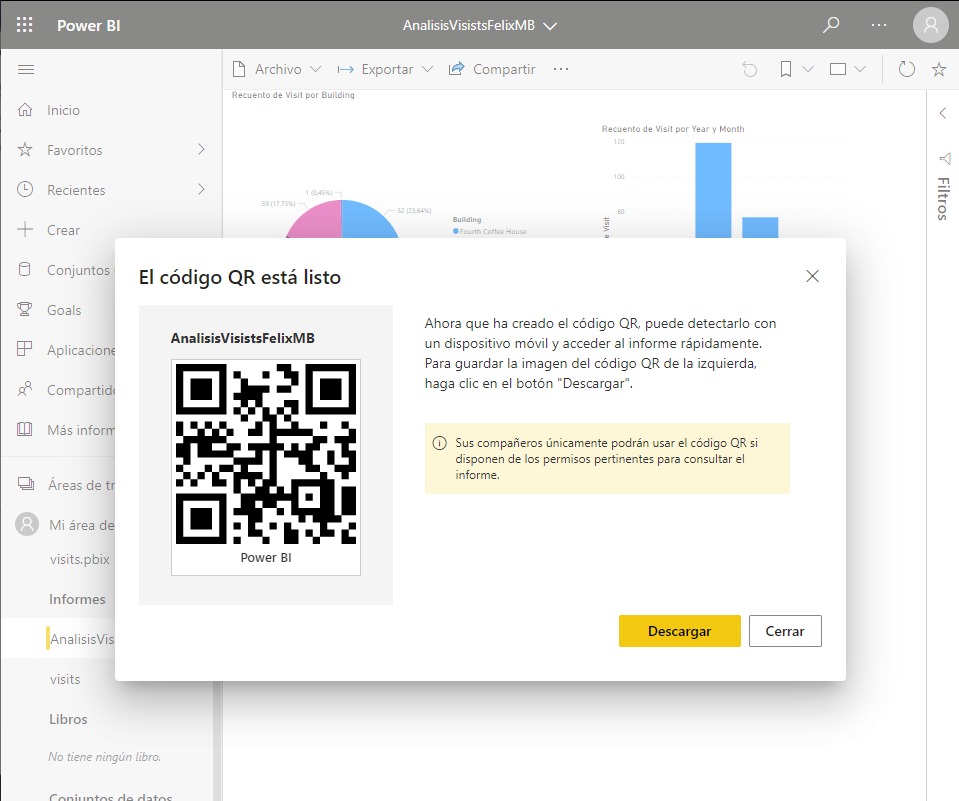 Power BI
AnalisisVisistsFelixMB
Archivo
Exportar
Compartir
Inicio
Favoritos
Recientes
Crear
Conjuntos
Goals
Aplicacione
Compartido
Más inform
Áreas de tr
Mi área de
visits.pbix
Informes
AnalisisVis
visits
Libros
No tiene ningún libro.
Conjuntos de datos
Recuento de Visit por Building
1 (0,45%)
39 (17,73%)
52 (23,64%)
Building
Fourth Coffee House
Recuento de Visit por Year y Month
120
100
80
e Visit
Filtros
El código QR está listo
AnalisisVisistsFelixMB
Power BI
Ahora que ha creado el código QR, puede detectarlo con
un dispositivo móvil y acceder al informe rápidamente.
Para guardar la imagen del código QR de la izquierda,
haga clic en el botón "Descargar".
Sus compañeros únicamente podrán usar el código QR si
disponen de los permisos pertinentes para consultar el
informe.
Descargar
Cerrar